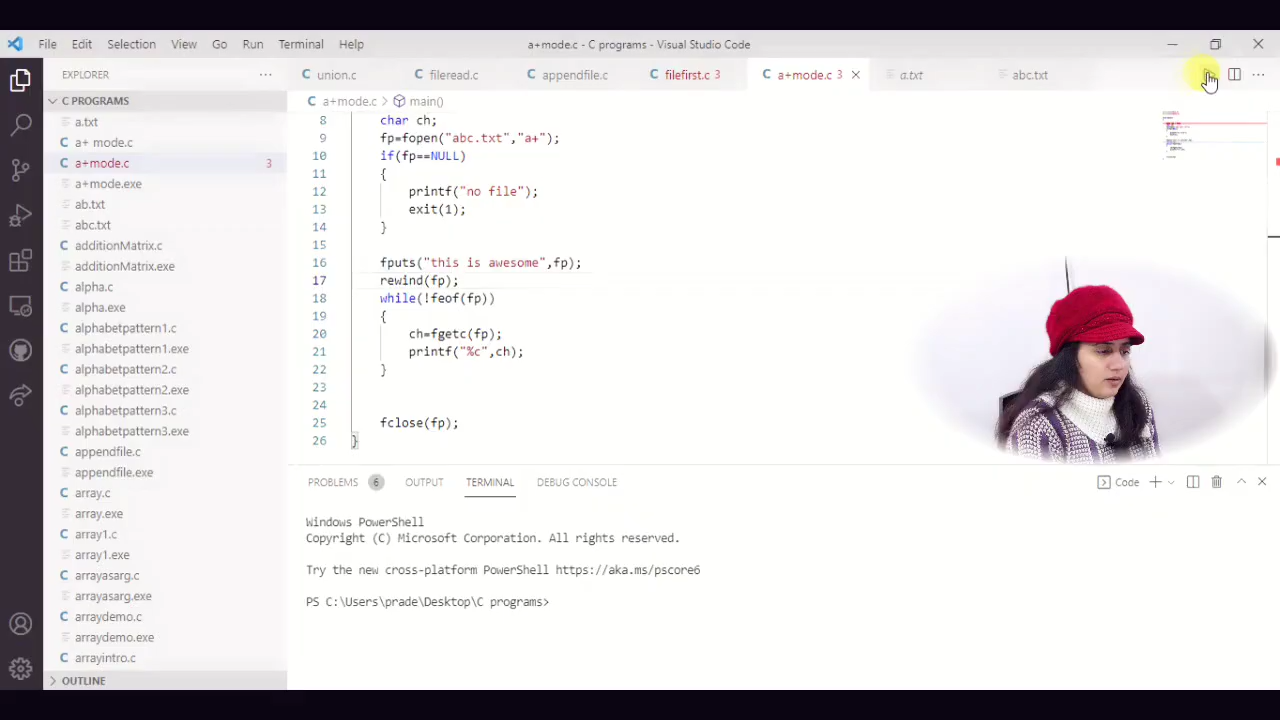 File Edit Selection View Go Run Terminal Help
a+mode.c - C programs - Visual Studio Code
EXPLORER
union.c fileread.c appendfile.c filefirst.c 3 a+mode.c 3 a.txt abc.txt
C PROGRAMS
a+mode.c > main()
a.txt
a+ mode.c
a+mode.c 3
a+mode.exe
ab.txt
abc.txt
additionMatrix.c
additionMatrix.exe
alpha.c
alpha.exe
alphabetpattern1.c
alphabetpattern1.exe
alphabetpattern2.c
alphabetpattern2.exe
alphabetpattern3.c
alphabetpattern3.exe
appendfile.c
appendfile.exe
array.c
array.exe
array1.c
array1.exe
arrayasarg.c
arrayasarg.exe
arraydemo.c
arraydemo.exe
arrayintro.c
OUTLINE
8 char ch;
9 fp=fopen("abc.txt","a+");
10 if(fp==NULL)
11 {
12 printf("no file");
13 exit(1);
14 }
15
16 fputs("this is awesome",fp);
17 rewind(fp);
18 while(!feof(fp))
19 {
20 ch=fgetc(fp);
21 printf("%c",ch);
22 }
23
24
25 fclose(fp);
26 }
PROBLEMS 6 OUTPUT TERMINAL DEBUG CONSOLE
Code
Windows PowerShell
Copyright (C) Microsoft Corporation. All rights reserved.
Try the new cross-platform PowerShell https://aka.ms/pscore6
PS C:\Users\prade\Desktop\C programs>